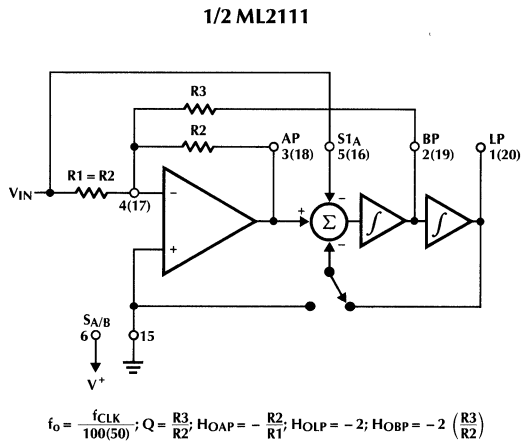 1/2 ML2111
R3
R2
AP
3(18)
S1A
5(16)
BP
2(19)
LP
1(20)
VIN
R1 = R2
4(17)
−
+
+
−
Σ
−
∫
∫
SA/B
6
15
V+
fo = fCLK / 100(50) ; Q = R3 / R2 ; HOAP = − R2 / R1 ; HOLP = −2; HOBP = −2 (R3 / R2)